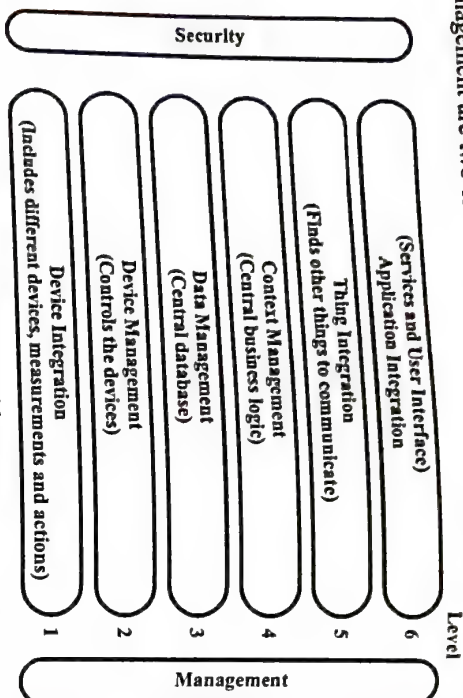 are two
Level
(Services and User Interface)
Application Integration
6
Thing Integration
(Finds other things to communicate)
5
Context Management
(Central business logic)
4
Data Management
(Central database)
3
Device Management
(Controls the devices)
2
Device Integration
(Includes different devices, measurements and actions)
1
Security
Management